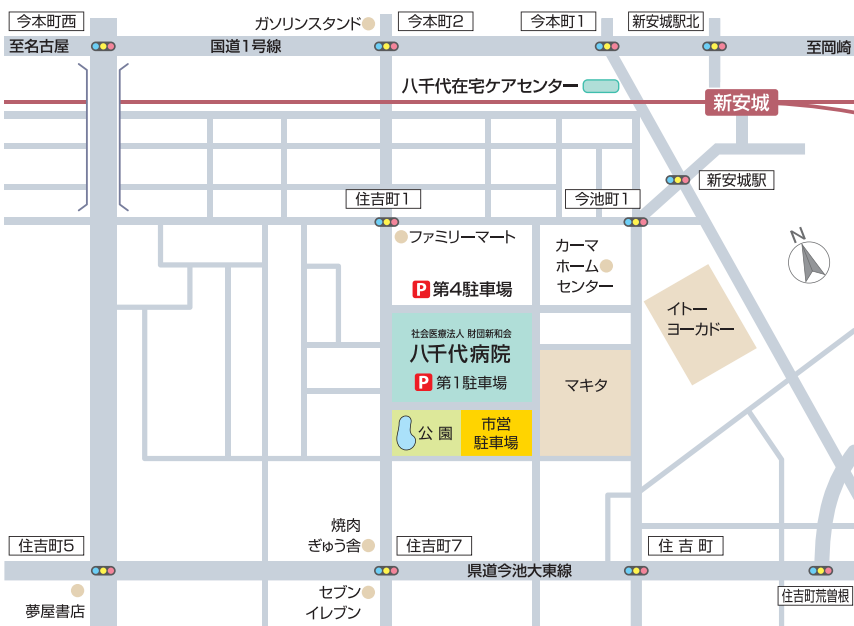 今本町西
ガソリンスタンド
今本町2
今本町1
新安城駅北
至名古屋
国道1号線
至岡崎
八千代在宅ケアセンター
新安城
新安城駅
住吉町1
今池町1
ファミリーマート
カーマ
ホーム
センター
N
P 第4駐車場
イトー
ヨーカドー
社会医療法人 財団新和会
八千代病院
P 第1駐車場
マキタ
公園
市営
駐車場
焼肉
ぎゅう舎
住吉町5
住吉町7
住吉町
県道今池大東線
夢屋書店
セブン
イレブン
住吉町荒曽根